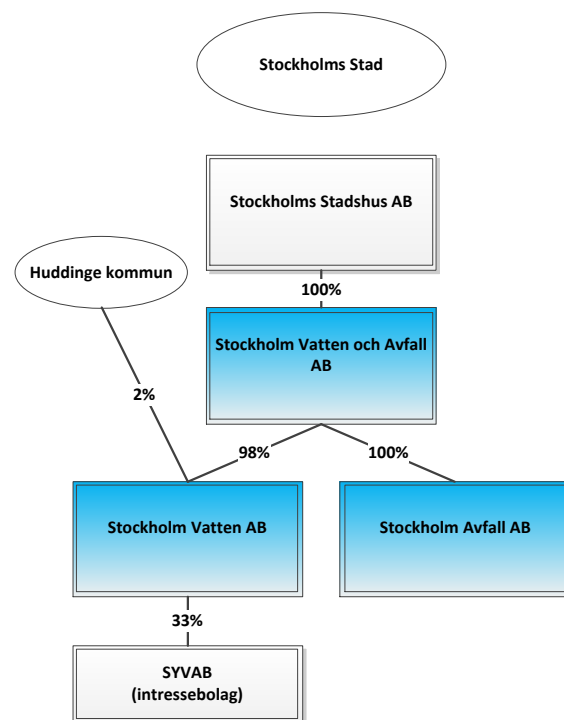 Stockholms Stad
Stockholms Stadshus AB
Huddinge kommun
100%
Stockholm Vatten och Avfall
AB
2%
98%
100%
Stockholm Vatten AB
Stockholm Avfall AB
33%
SYVAB
(intressebolag)